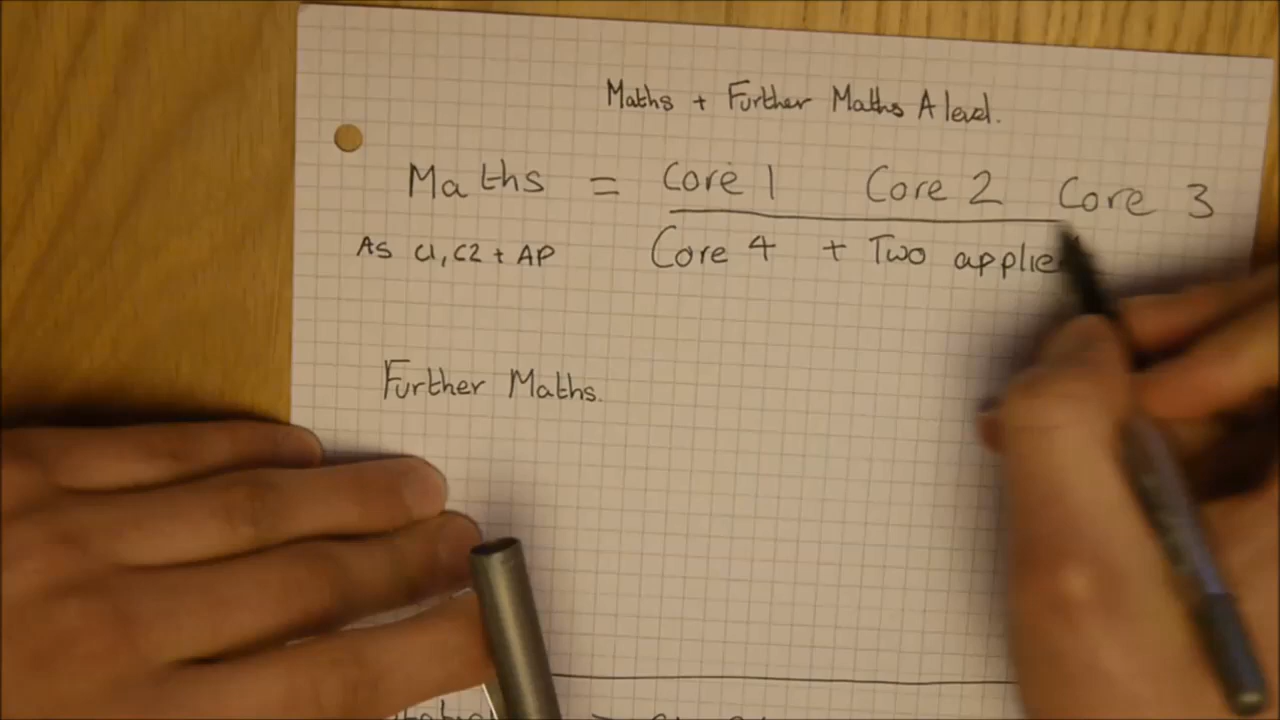 Maths + Further Maths A level.
Maths = Core 1 Core 2 Core 3
As C1, C2 + AP Core 4 + Two applie
Further Maths.
=